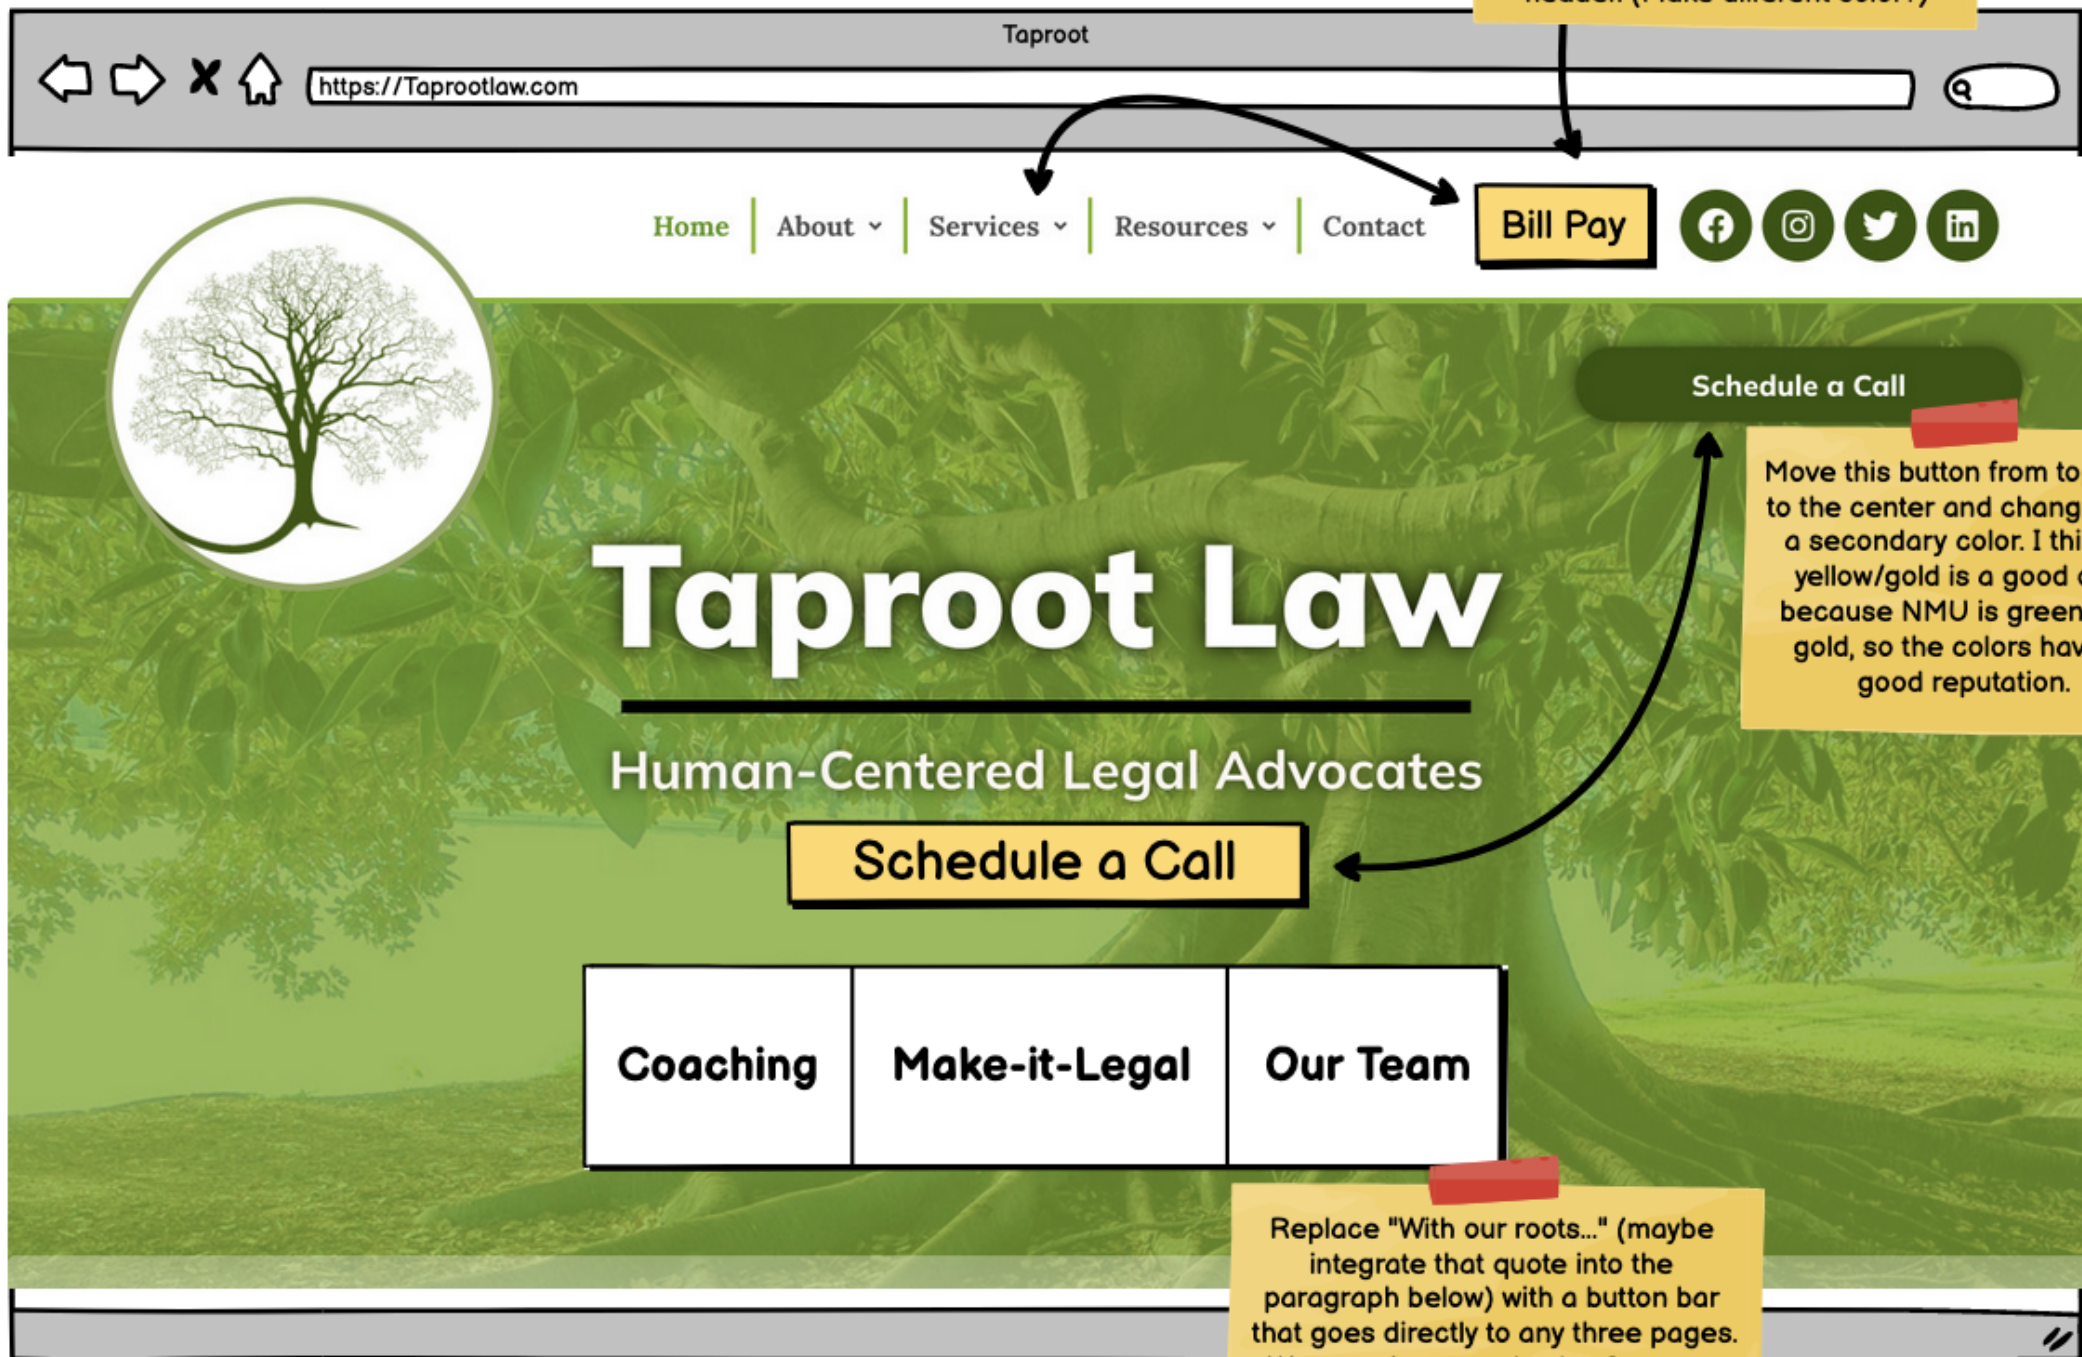 header. (Make different color?)
Taproot
https://Taprootlaw.com
Home
About
Services
Resources
Contact
Bill Pay
Schedule a Call
Move this button from to
to the center and chang
a secondary color. I thi
yellow/gold is a good
because NMU is green
gold, so the colors hav
good reputation.
Taproot Law
Human-Centered Legal Advocates
Schedule a Call
Coaching
Make-it-Legal
Our Team
Replace "With our roots..." (maybe
integrate that quote into the
paragraph below) with a button bar
that goes directly to any three pages.